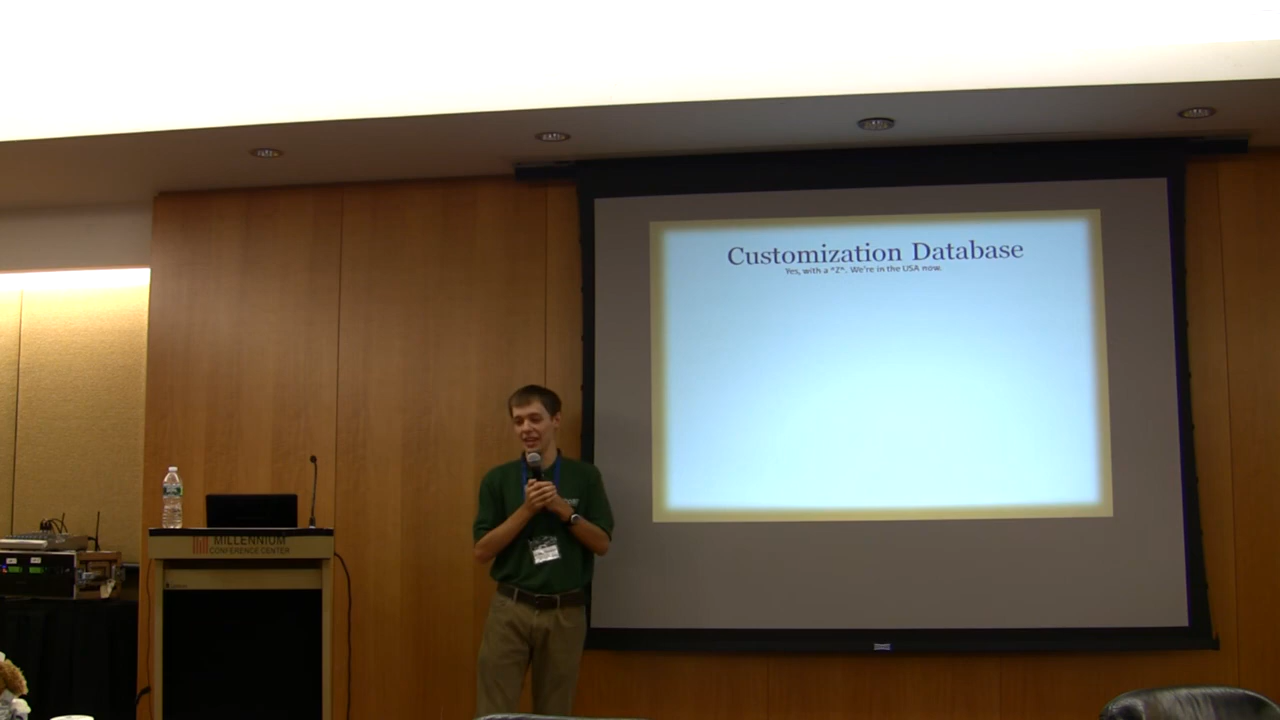 Customization Database
Yes, with a "Z". We're in the USA now.
MILLENNIUM
CONFERENCE CENTER